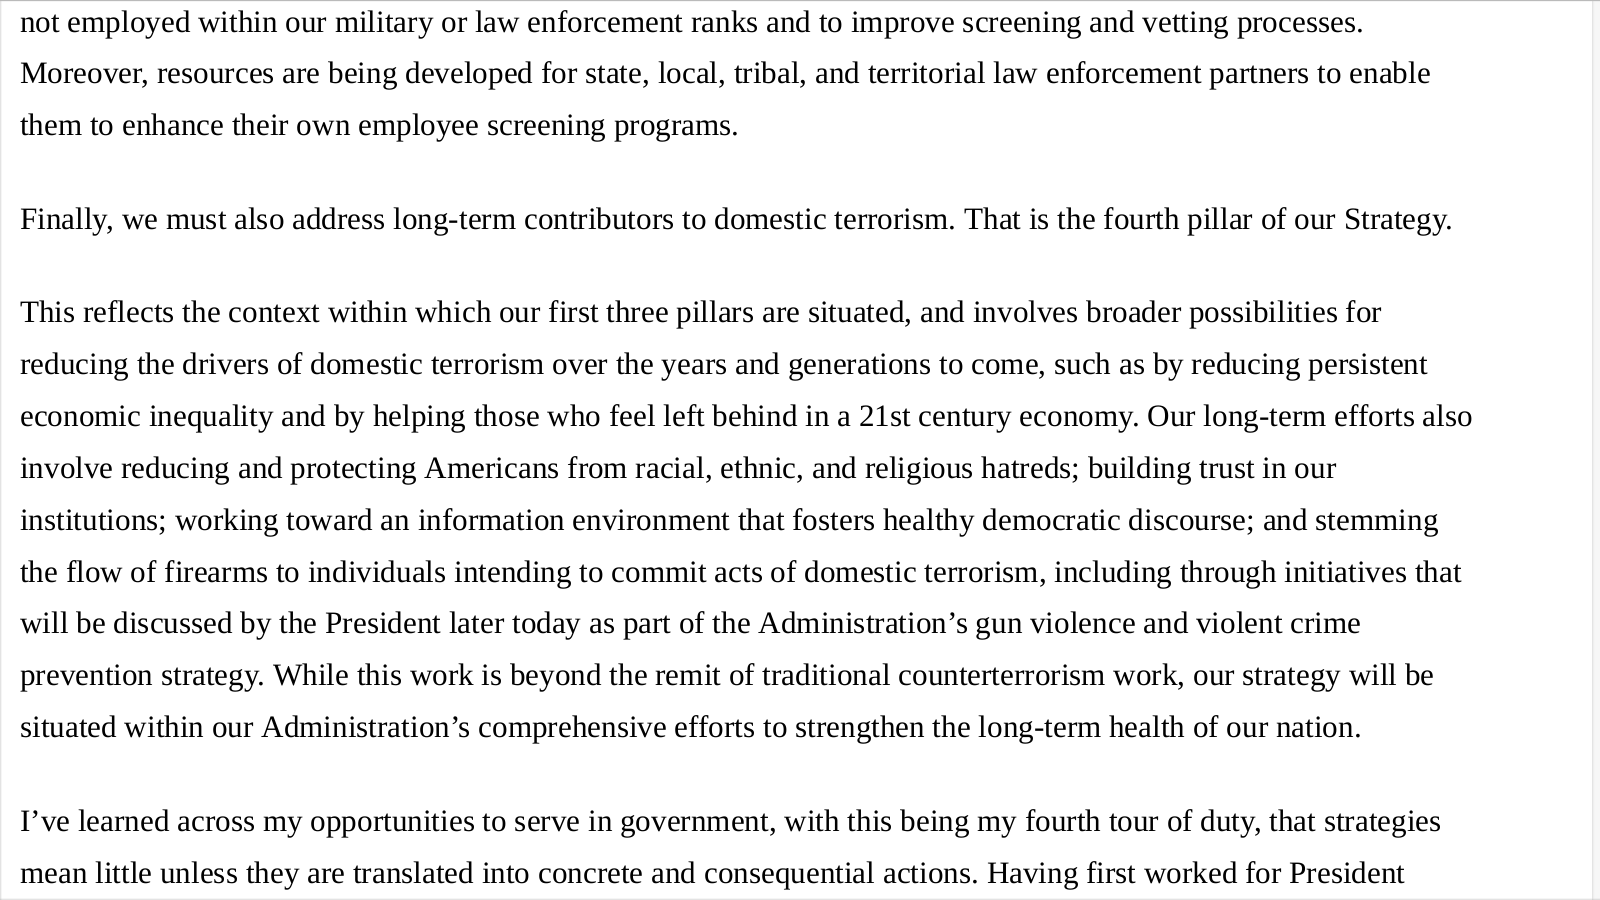 not employed within our military or law enforcement ranks and to improve screening and vetting processes.
Moreover, resources are being developed for state, local, tribal, and territorial law enforcement partners to enable
them to enhance their own employee screening programs.
Finally, we must also address long-term contributors to domestic terrorism. That is the fourth pillar of our Strategy.
This reflects the context within which our first three pillars are situated, and involves broader possibilities for
reducing the drivers of domestic terrorism over the years and generations to come, such as by reducing persistent
economic inequality and by helping those who feel left behind in a 21st century economy. Our long-term efforts also
involve reducing and protecting Americans from racial, ethnic, and religious hatreds; building trust in our
institutions; working toward an information environment that fosters healthy democratic discourse; and stemming
the flow of firearms to individuals intending to commit acts of domestic terrorism, including through initiatives that
will be discussed by the President later today as part of the Administration’s gun violence and violent crime
prevention strategy. While this work is beyond the remit of traditional counterterrorism work, our strategy will be
situated within our Administration’s comprehensive efforts to strengthen the long-term health of our nation.
I’ve learned across my opportunities to serve in government, with this being my fourth tour of duty, that strategies
mean little unless they are translated into concrete and consequential actions. Having first worked for President